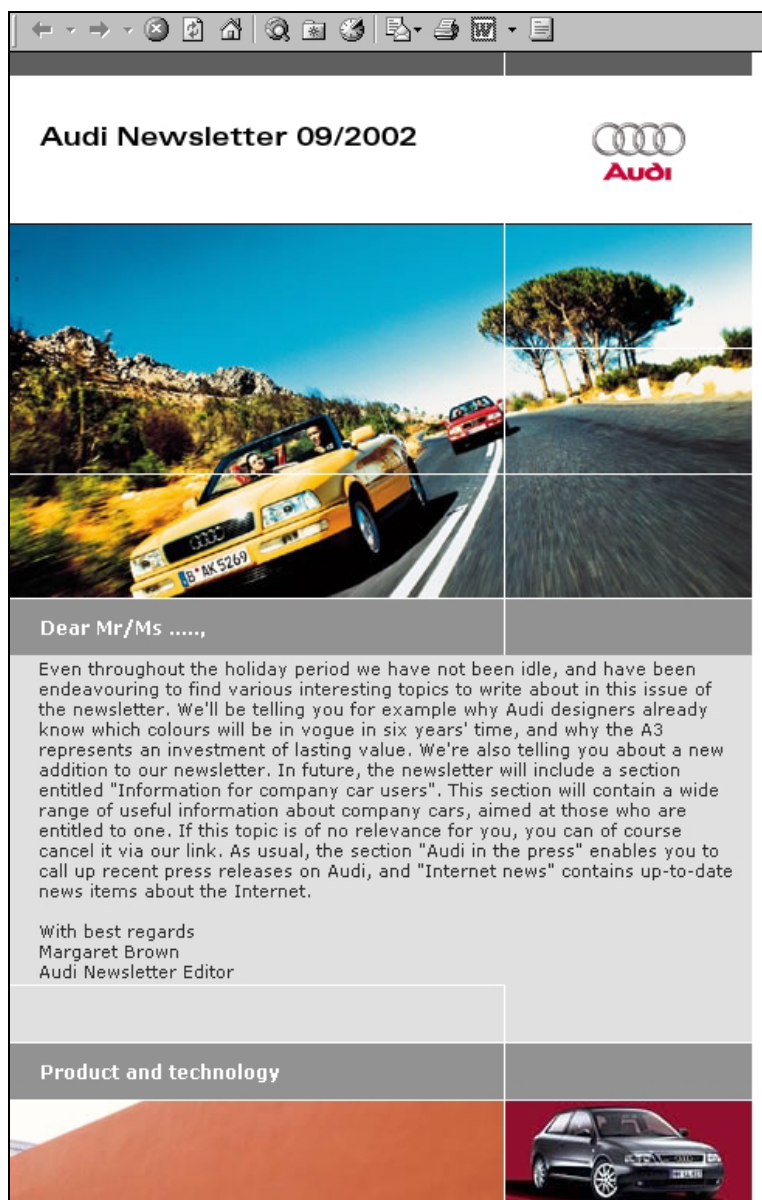 Audi Newsletter 09/2002
Audi
B AK 5269
Dear Mr/Ms .....,
Even throughout the holiday period we have not been idle, and have been
endeavouring to find various interesting topics to write about in this issue of
the newsletter. We'll be telling you for example why Audi designers already
know which colours will be in vogue in six years' time, and why the A3
represents an investment of lasting value. We're also telling you about a new
addition to our newsletter. In future, the newsletter will include a section
entitled "Information for company car users". This section will contain a wide
range of useful information about company cars, aimed at those who are
entitled to one. If this topic is of no relevance for you, you can of course
cancel it via our link. As usual, the section "Audi in the press" enables you to
call up recent press releases on Audi, and "Internet news" contains up-to-date
news items about the Internet.
With best regards
Margaret Brown
Audi Newsletter Editor
Product and technology